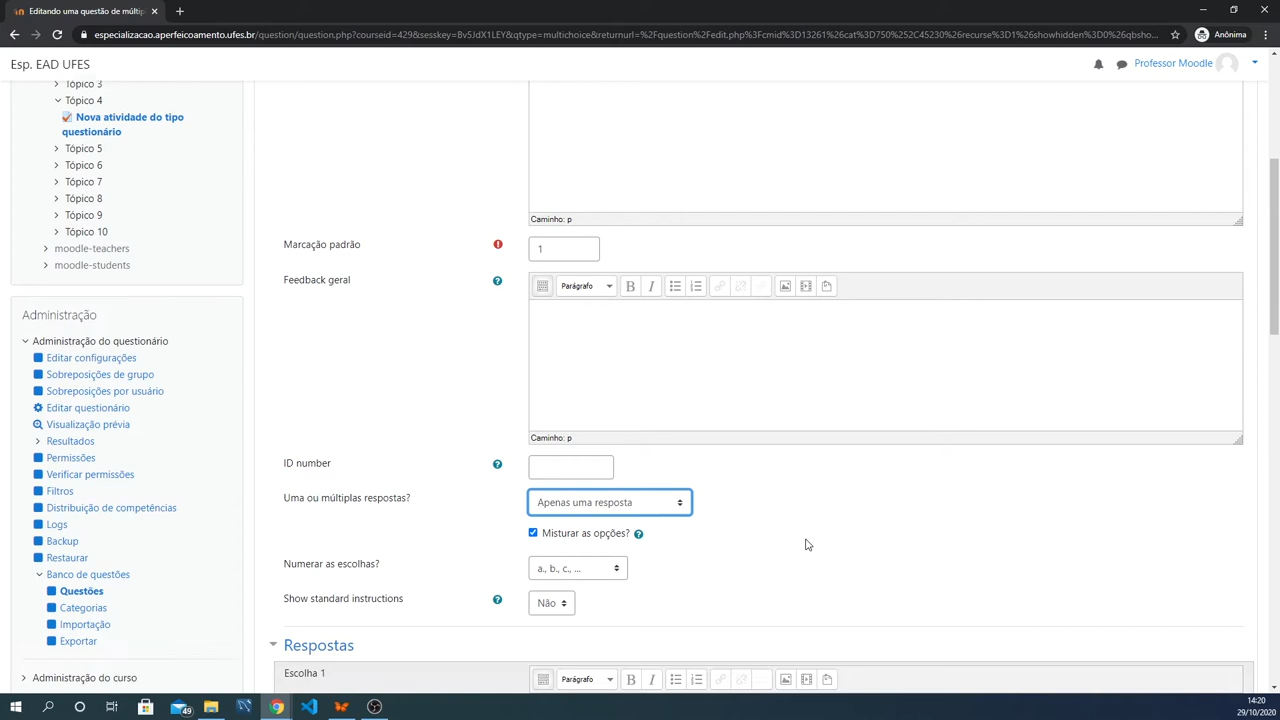 Editando uma questão de múltip
especializacao.aperfeicoamento.ufes.br/question/question.php?courseid=429&sesskey=Bv5JdX1LEY&qtype=multichoice&returnurl=%2Fquestion%2Fedit.php%3Fcmid%3D13261%26cat%3D750%252C45230%26recurse%3D1%26showhidden%3D0%26qbsho...
Anônima
Esp. EAD UFES
Professor Moodle
Tópico 3
Tópico 4
Nova atividade do tipo
questionário
Tópico 5
Tópico 6
Tópico 7
Tópico 8
Tópico 9
Tópico 10
moodle-teachers
moodle-students
Administração
Administração do questionário
Editar configurações
Sobreposições de grupo
Sobreposições por usuário
Editar questionário
Visualização prévia
Resultados
Permissões
Verificar permissões
Filtros
Distribuição de competências
Logs
Backup
Restaurar
Banco de questões
Questões
Categorias
Importação
Exportar
Administração do curso
Caminho: p
Marcação padrão
1
Feedback geral
Parágrafo B I
Caminho: p
ID number
Uma ou múltiplas respostas?
Apenas uma resposta
Misturar as opções?
Numerar as escolhas?
a., b., c., ...
Show standard instructions
Não
Respostas
Escolha 1
Parágrafo B I
49
14:20
29/10/2020